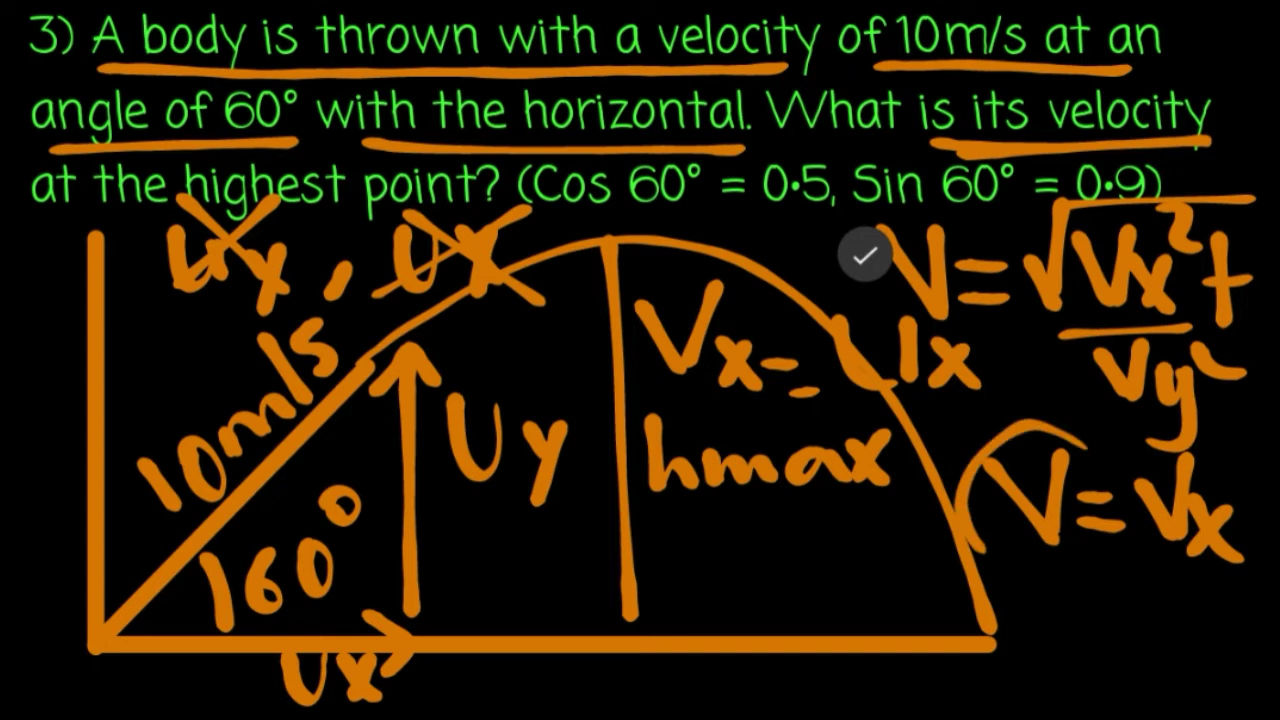 3) A body is thrown with a velocity of 10m/s at an
angle of 60° with the horizontal. What is its velocity
at the highest point? (Cos 60° = 0.5, Sin 60° = 0.9)
V = √Vx² +
Vy²
10m/s
Vx = Ux
Uy
hmax
V = Vx
60°
Ux